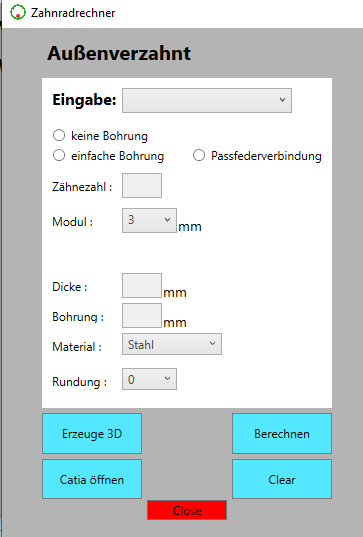 Zahnradrechner
Außenverzahnt
Eingabe:
keine Bohrung
einfache Bohrung Passfederverbindung
Zähnezahl :
Modul : 3 mm
Dicke : mm
Bohrung : mm
Material : Stahl
Rundung : 0
Erzeuge 3D Berechnen
Catia öffnen Clear
Close